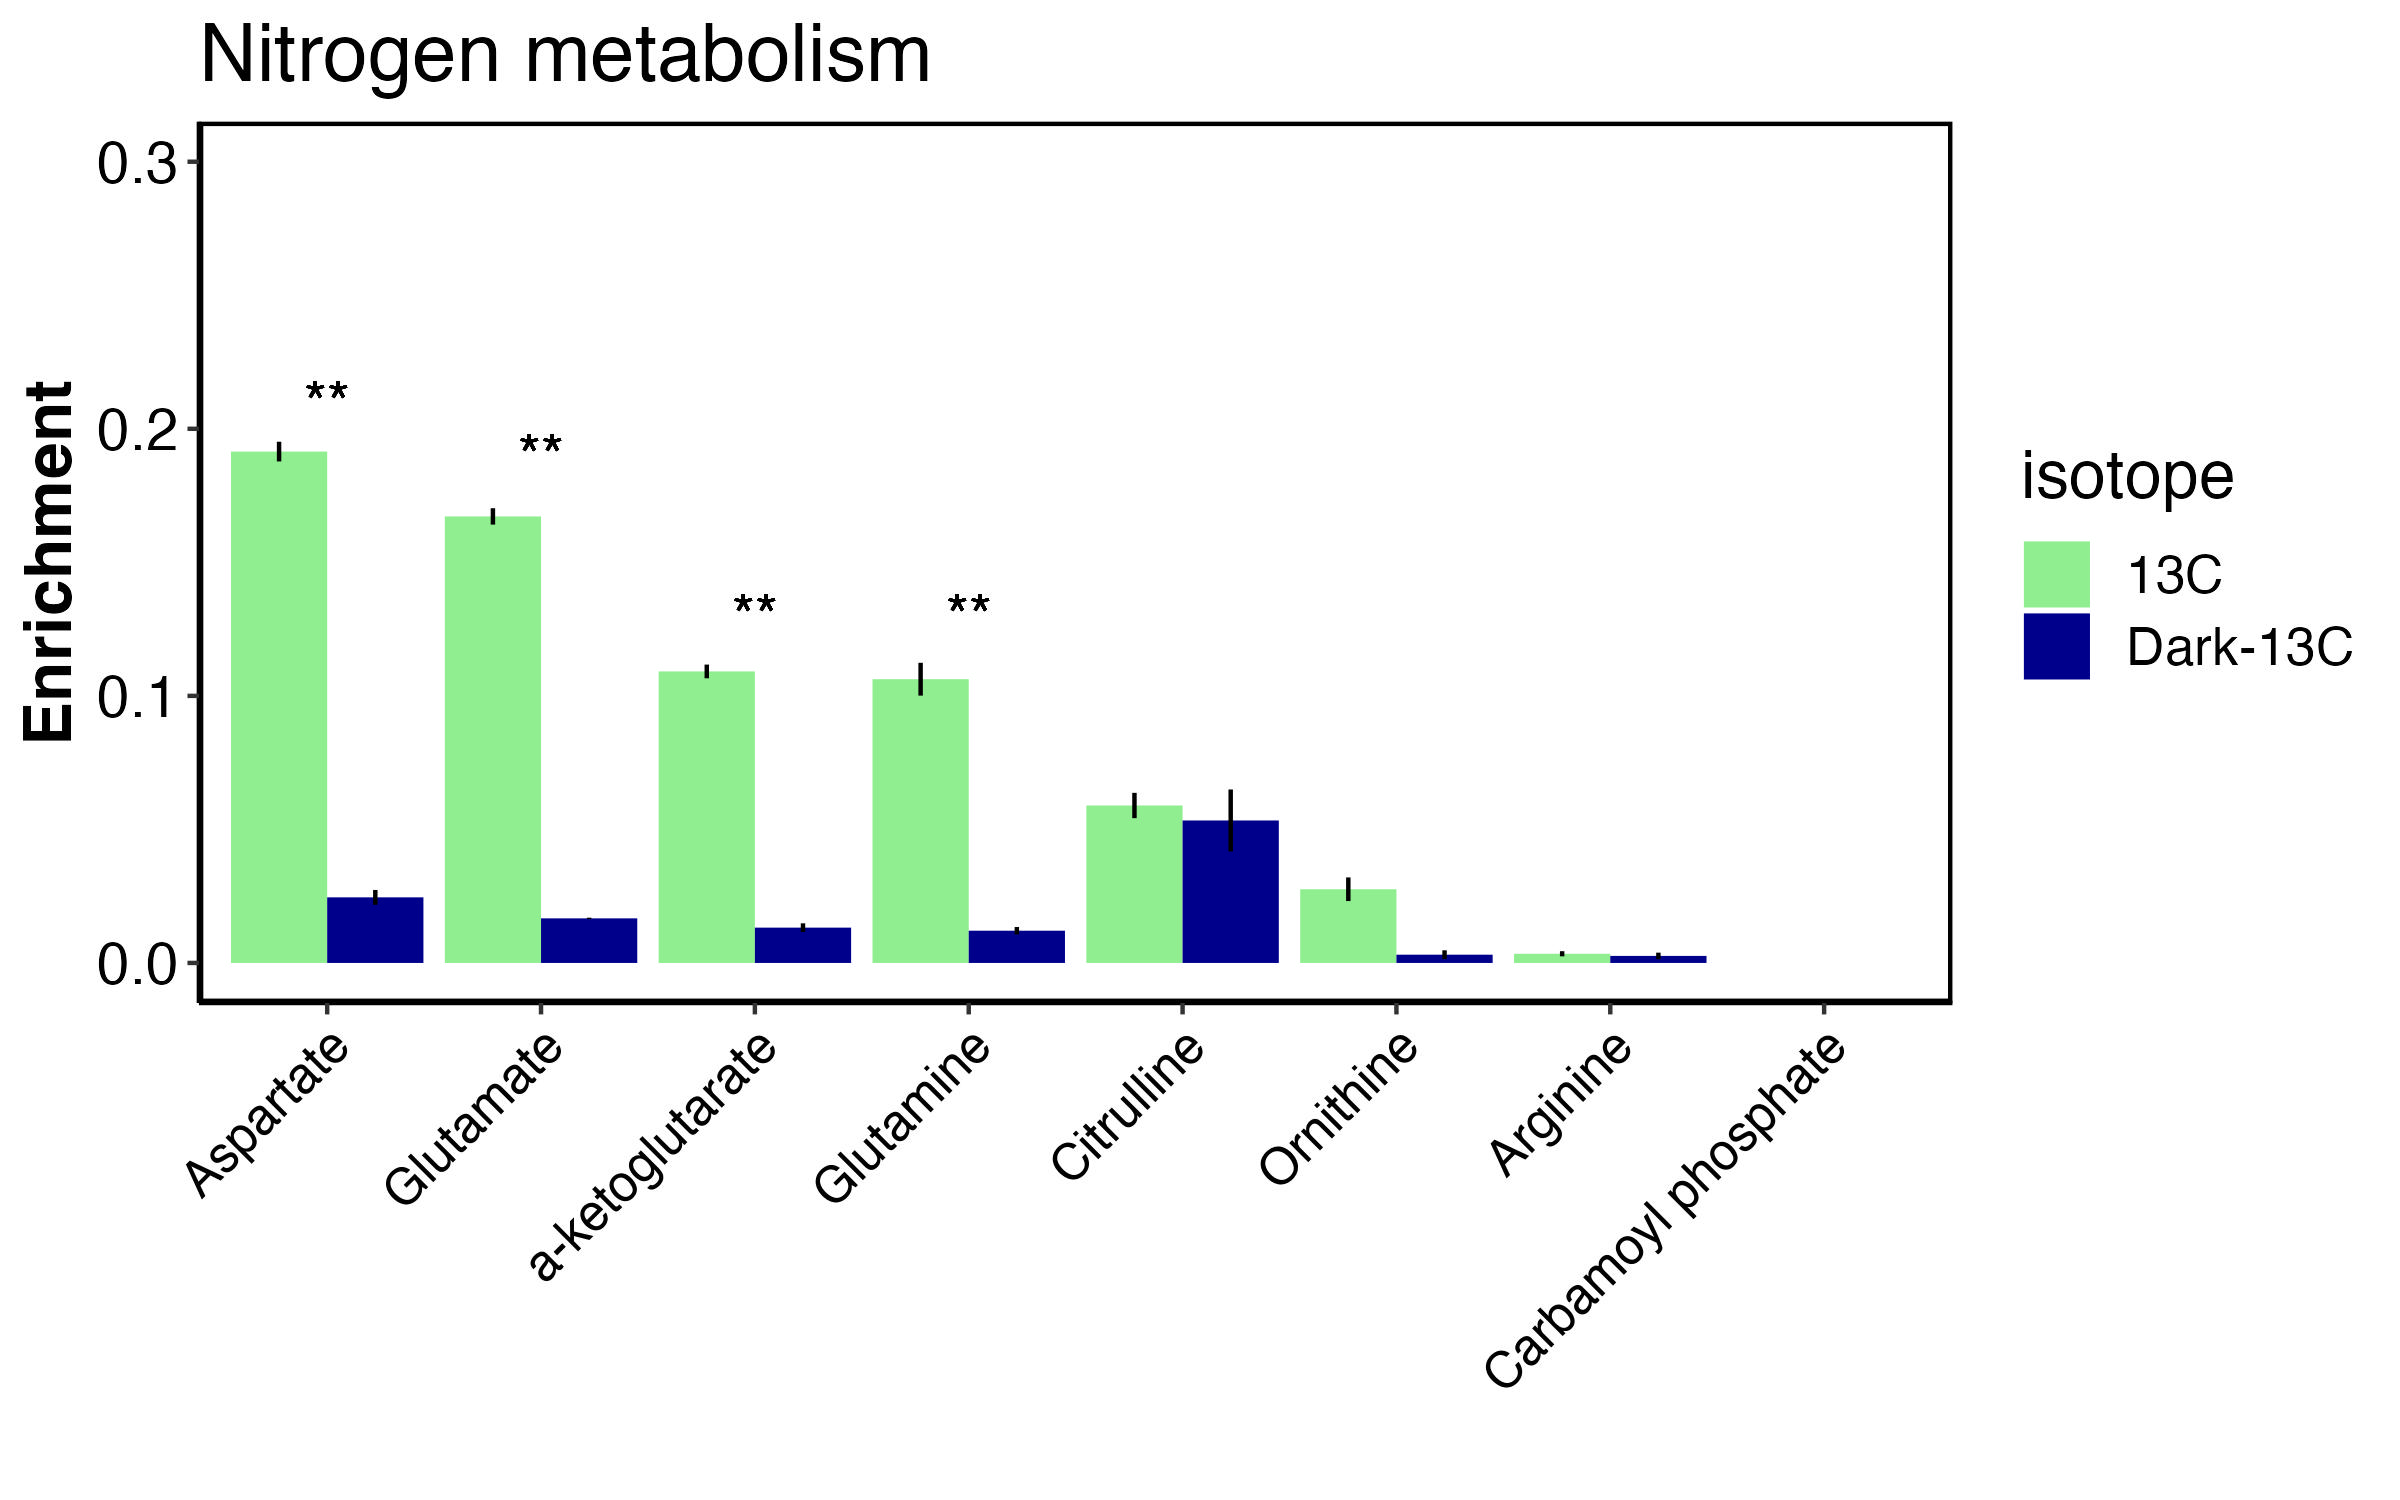 Nitrogen metabolism
Enrichment
0.3
0.2
0.1
0.0
**
**
**
**
Aspartate
Glutamate
a-ketoglutarate
Glutamine
Citrulline
Ornithine
Arginine
Carbamoyl phosphate
isotope
13C
Dark-13C